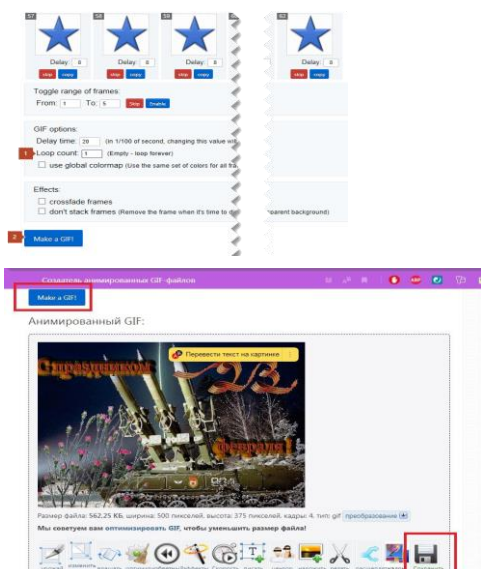 57 58 59 62
Delay: 8 Delay: 8 Delay: 8 Delay: 8
skip copy skip copy skip copy skip copy
Toggle range of frames:
From: 1 To: 5 Skip Enable
GIF options:
Delay time: 20 (in 1/100 of second, changing this value will
1 Loop count: 1 (Empty - loop forever)
use global colormap (Use the same set of colors for all fra
Effects:
crossfade frames
don't stack frames (Remove the frame when it's time to parent background)
2 Make a GIF!
Создатель анимированных GIF-файлов
Make a GIF!
Анимированный GIF:
Перевести текст на картинке
С праздником
23
февраля!
Размер файла: 562.25 КБ, ширина: 500 пикселей, высота: 375 пикселей, кадры: 4, тип: gif преобразование
Мы советуем вам оптимизировать GIF, чтобы уменьшить размер файла!